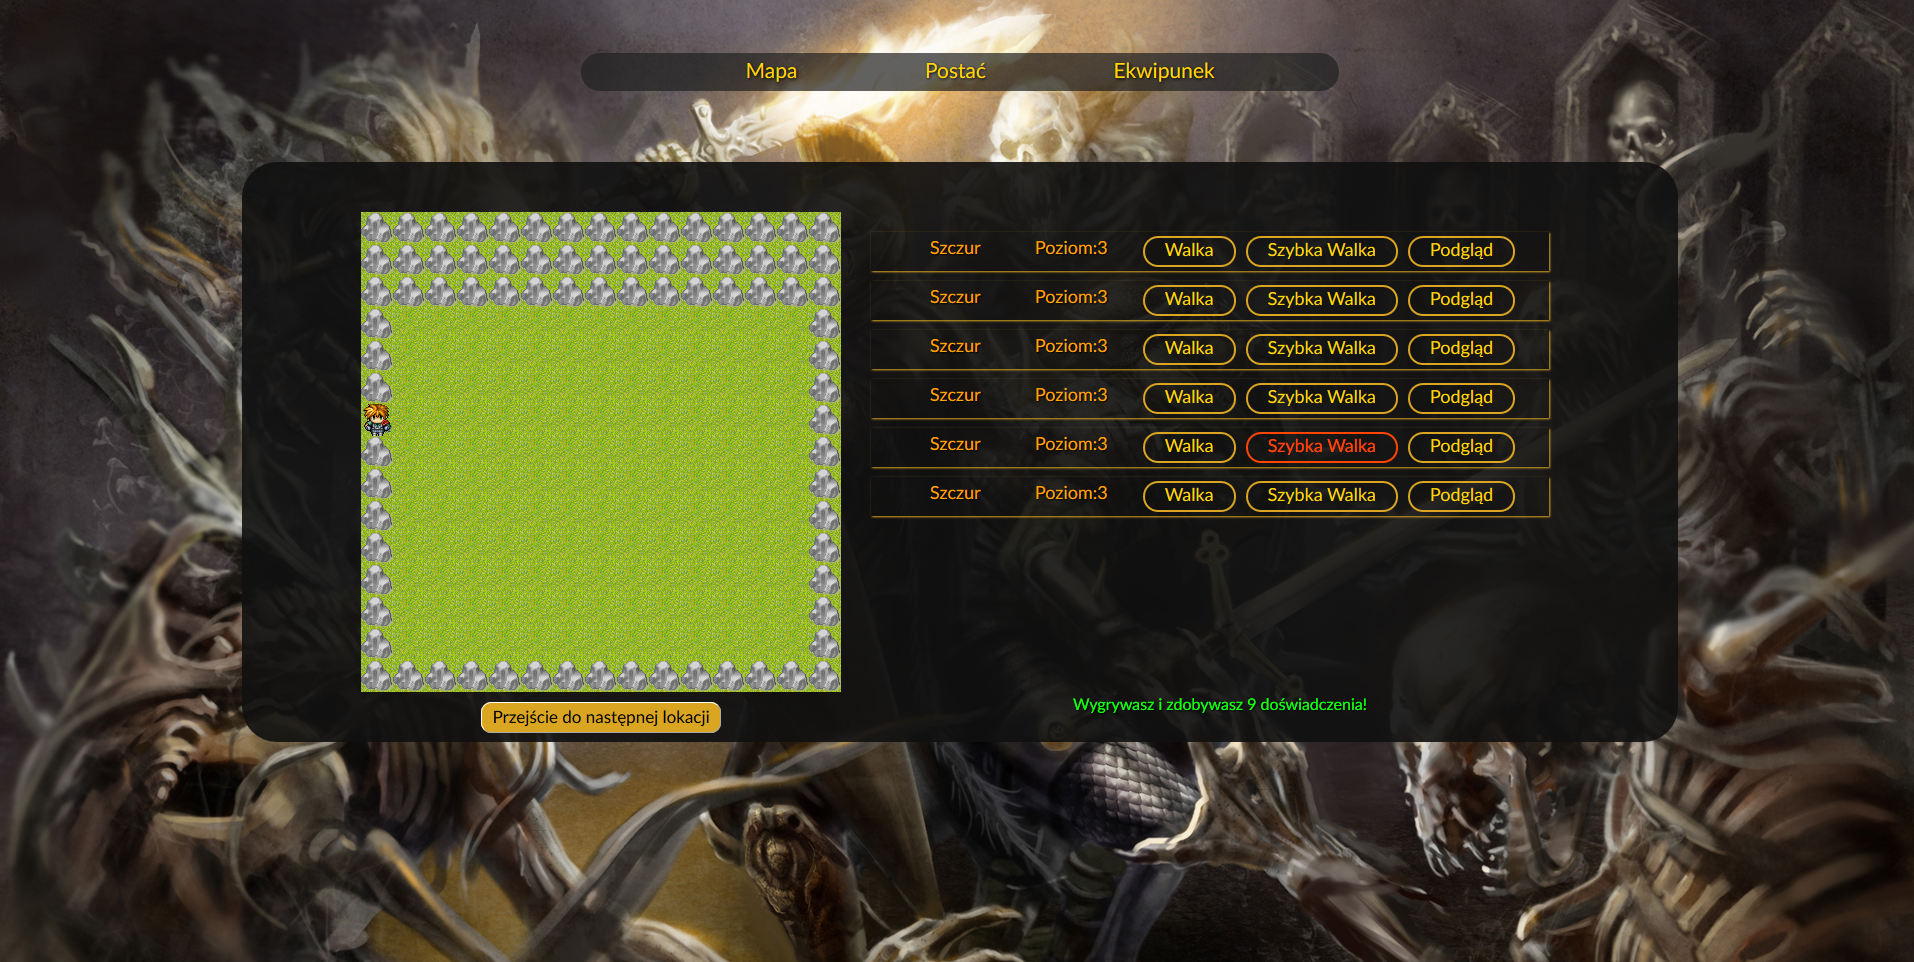 Mapa Postać Ekwipunek
Szczur Poziom:3 Walka Szybka Walka Podgląd
Szczur Poziom:3 Walka Szybka Walka Podgląd
Szczur Poziom:3 Walka Szybka Walka Podgląd
Szczur Poziom:3 Walka Szybka Walka Podgląd
Szczur Poziom:3 Walka Szybka Walka Podgląd
Szczur Poziom:3 Walka Szybka Walka Podgląd
Wygrywasz i zdobywasz 9 doświadczenia!
Przejście do następnej lokacji